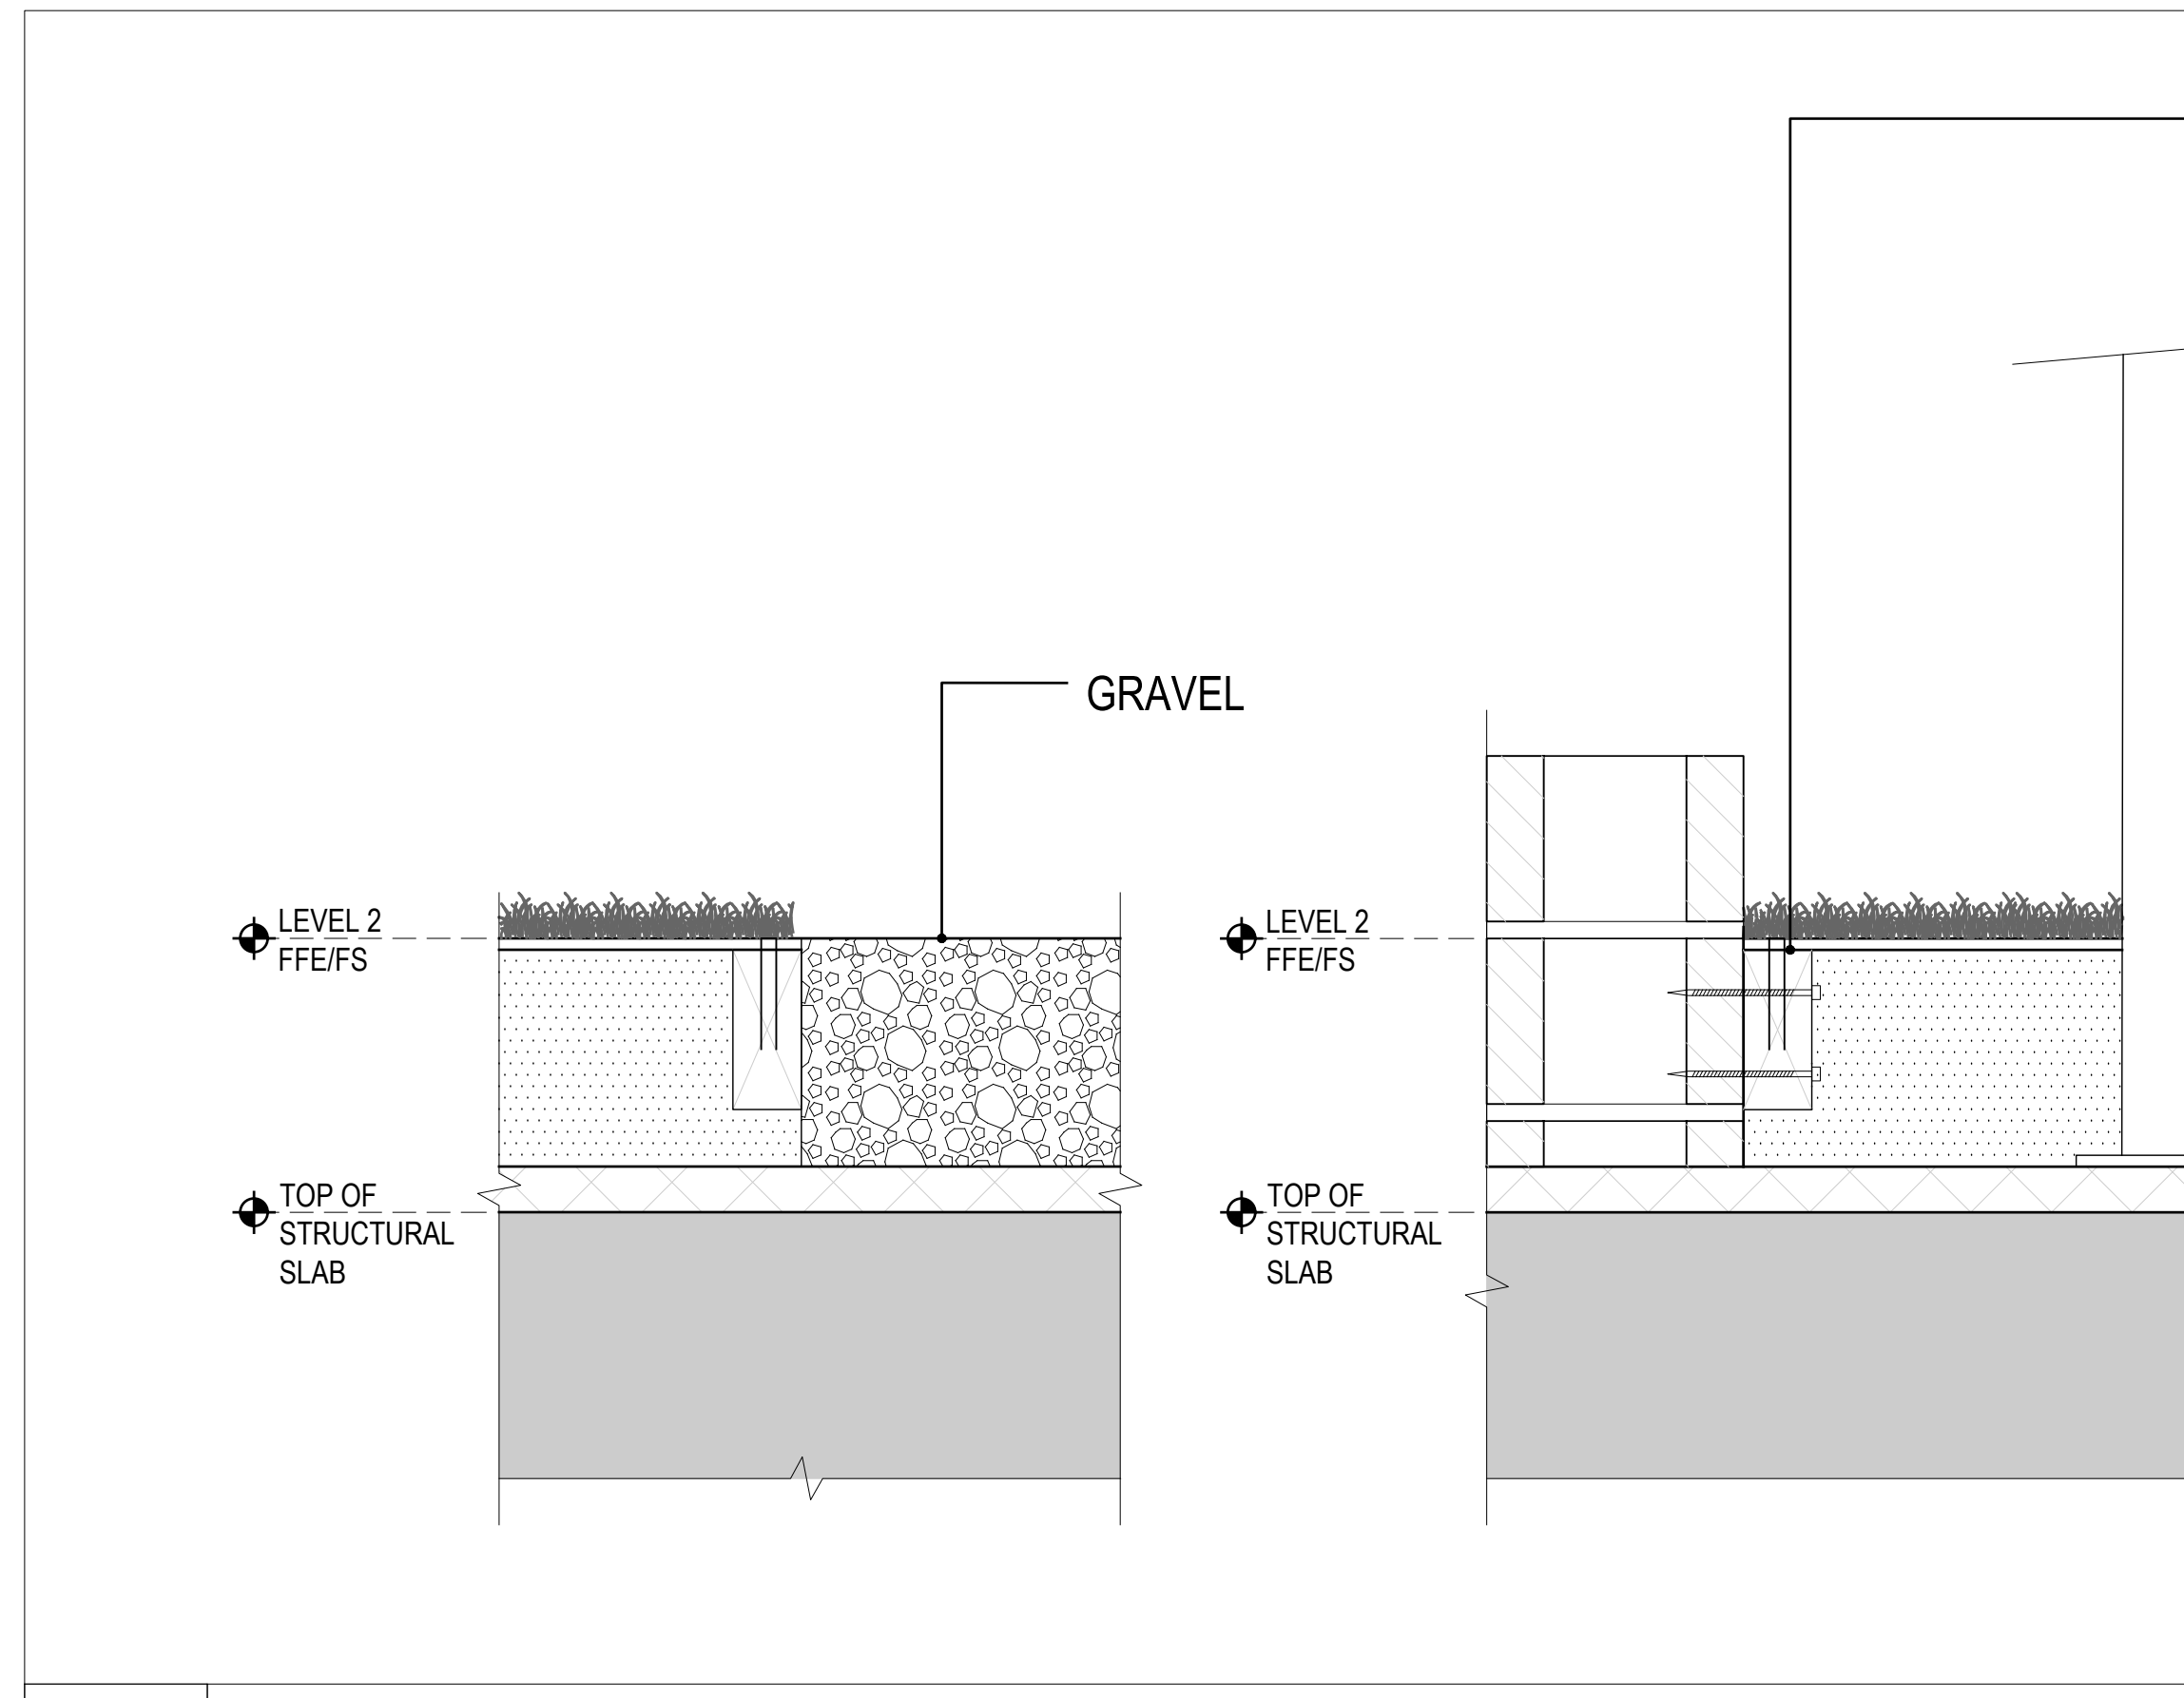 GRAVEL
LEVEL 2
FFE/FS
LEVEL 2
FFE/FS
TOP OF
STRUCTURAL
SLAB
TOP OF
STRUCTURAL
SLAB